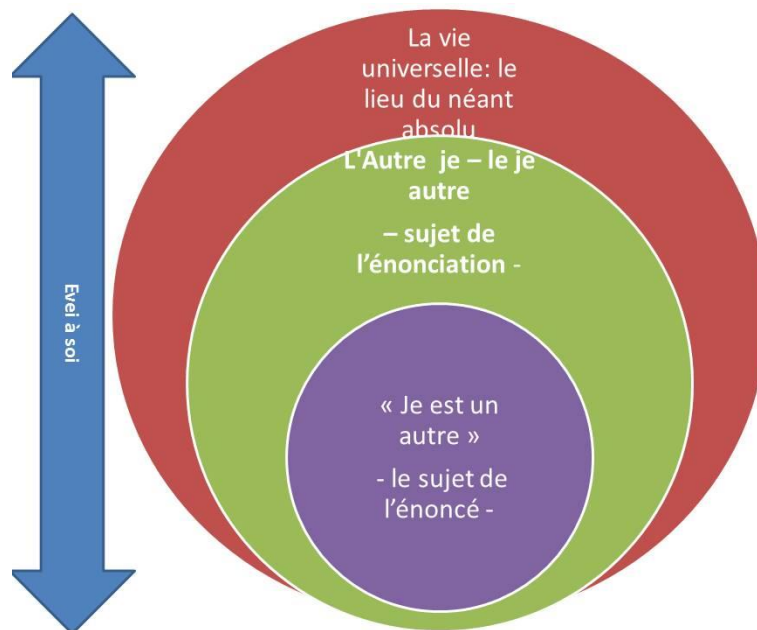 La vie
universelle: le
lieu du néant
absolu
L'Autre je – le je
autre
– sujet de
l'énonciation -
« Je est un
autre »
- le sujet de
l'énoncé -
Evei à soi